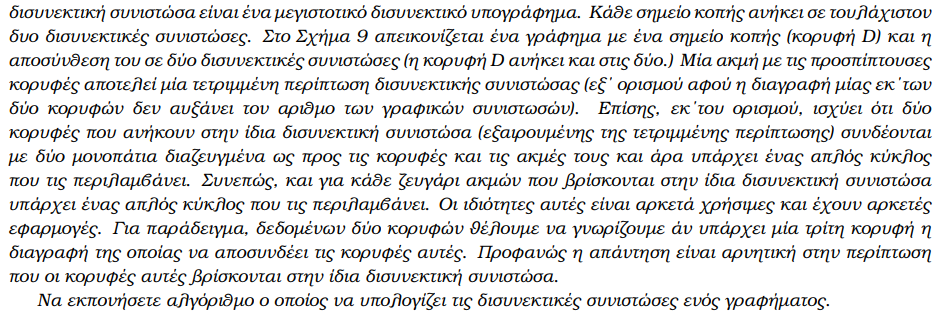 δισυνεκτική συνιστώσα είναι ένα μεγιστοτικό δισυνεκτικό υπογράφημα. Κάθε σημείο κοπής ανήκει σε τουλάχιστον
δυο δισυνεκτικές συνιστώσες. Στο Σχήμα 9 απεικονίζεται ένα γράφημα με ένα σημείο κοπής (κορυφή D) και η
αποσύνθεση του σε δύο δισυνεκτικές συνιστώσες (η κορυφή D ανήκει και στις δύο.) Μία ακμή με τις προσπίπτουσες
κορυφές αποτελεί μία τετριμμένη περίπτωση δισυνεκτικής συνιστώσας (εξ᾿ ορισμού αφού η διαγραφή μίας εκ᾿των
δύο κορυφών δεν αυξάνει τον αριθμο των γραφικών συνιστωσών). Επίσης, εκ᾿του ορισμού, ισχύει ότι δύο
κορυφές που ανήκουν στην ίδια δισυνεκτική συνιστώσα (εξαιρουμένης της τετριμμένης περίπτωσης) συνδέονται
με δύο μονοπάτια διαζευγμένα ως προς τις κορυφές και τις ακμές τους και άρα υπάρχει ένας απλός κύκλος
που τις περιλαμβάνει. Συνεπώς, και για κάθε ζευγάρι ακμών που βρίσκονται στην ίδια δισυνεκτική συνιστώσα
υπάρχει ένας απλός κύκλος που τις περιλαμβάνει. Οι ιδιότητες αυτές είναι αρκετά χρήσιμες και έχουν αρκετές
εφαρμογές. Για παράδειγμα, δεδομένων δύο κορυφών θέλουμε να γνωρίζουμε άν υπάρχει μία τρίτη κορυφή η
διαγραφή της οποίας να αποσυνδέει τις κορυφές αυτές. Προφανώς η απάντηση είναι αρνητική στην περίπτωση
που οι κορυφές αυτές βρίσκονται στην ίδια δισυνεκτική συνιστώσα.
Να εκπονήσετε αλγόριθμο ο οποίος να υπολογίζει τις δισυνεκτικές συνιστώσες ενός γραφήματος.